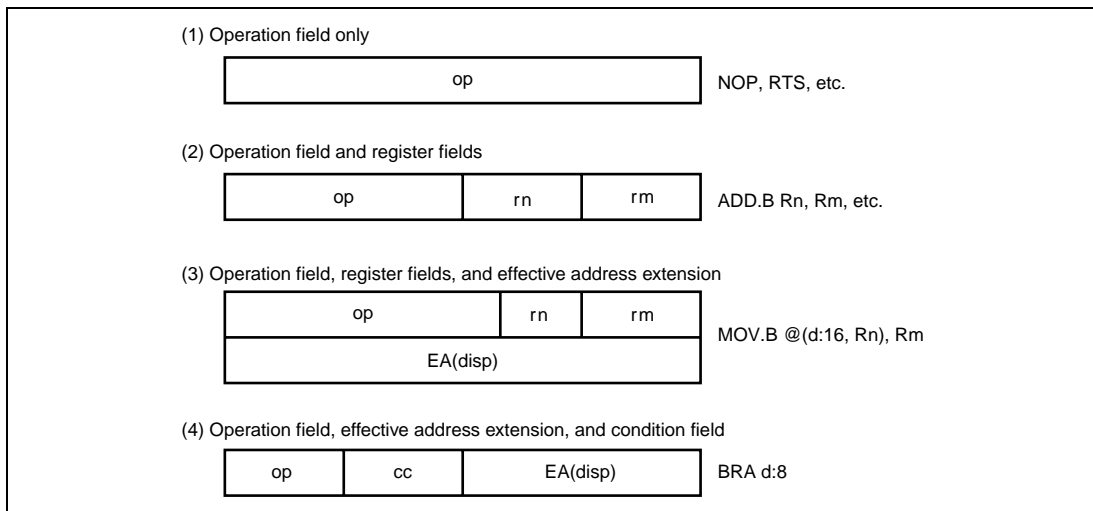 (1) Operation field only
op
NOP, RTS, etc.
(2) Operation field and register fields
op rn rm
ADD.B Rn, Rm, etc.
(3) Operation field, register fields, and effective address extension
op rn rm
EA(disp)
MOV.B @(d:16, Rn), Rm
(4) Operation field, effective address extension, and condition field
op cc EA(disp)
BRA d:8